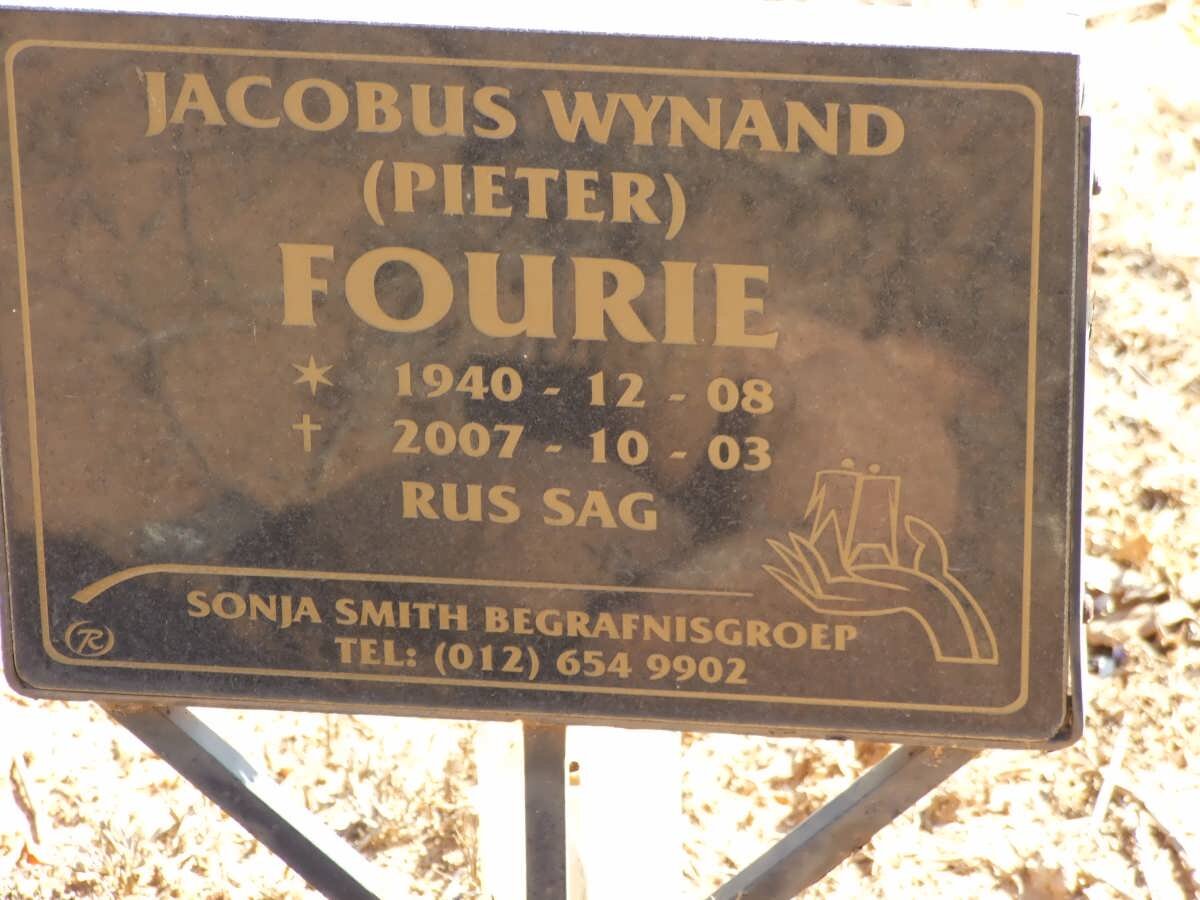 JACOBUS WYNAND
(PIETER)
FOURIE
✶ 1940 - 12 - 08
✝ 2007 - 10 - 03
RUS SAG
SONJA SMITH BEGRAFNISGROEP
TEL: (012) 654 9902
R